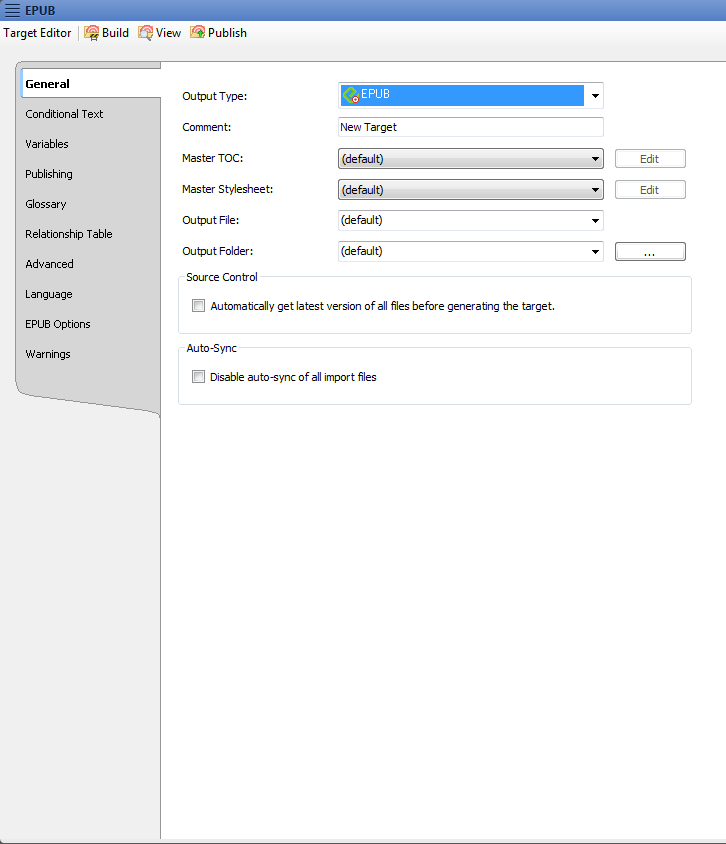 EPUB
Target Editor Build View Publish
General
Conditional Text
Variables
Publishing
Glossary
Relationship Table
Advanced
Language
EPUB Options
Warnings
Output Type: EPUB
Comment: New Target
Master TOC: (default) Edit
Master Stylesheet: (default) Edit
Output File: (default)
Output Folder: (default) ...
Source Control
Automatically get latest version of all files before generating the target.
Auto-Sync
Disable auto-sync of all import files